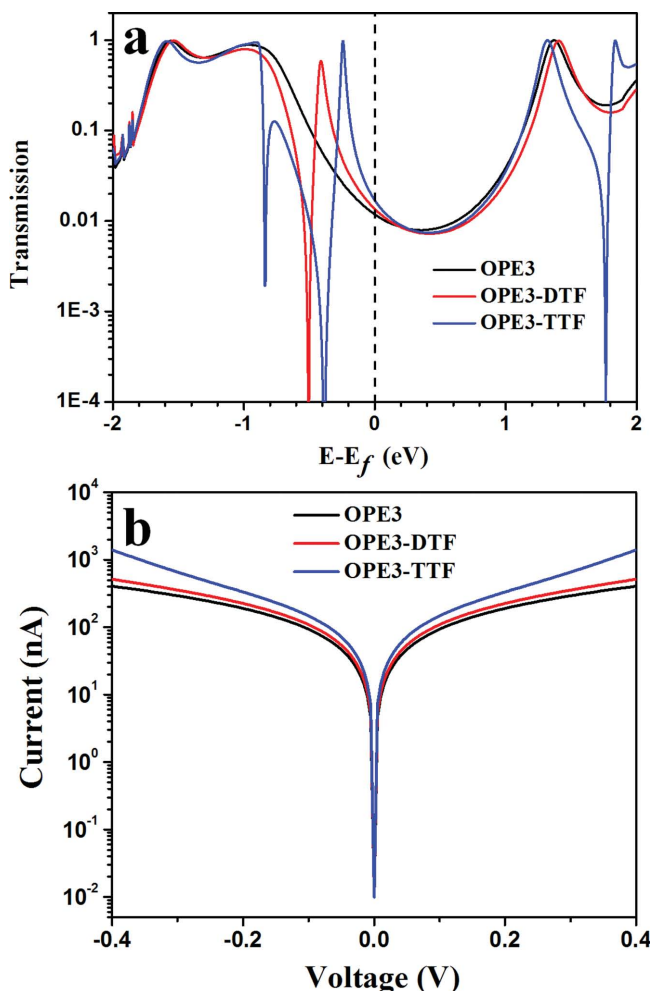 a
Transmission
1
0.1
0.01
1E-3
1E-4
OPE3
OPE3-DTF
OPE3-TTF
-2
-1
0
1
2
E-E_f (eV)
b
Current (nA)
10^4
10^3
10^2
10^1
10^0
10^-1
10^-2
OPE3
OPE3-DTF
OPE3-TTF
-0.4
-0.2
0.0
0.2
0.4
Voltage (V)